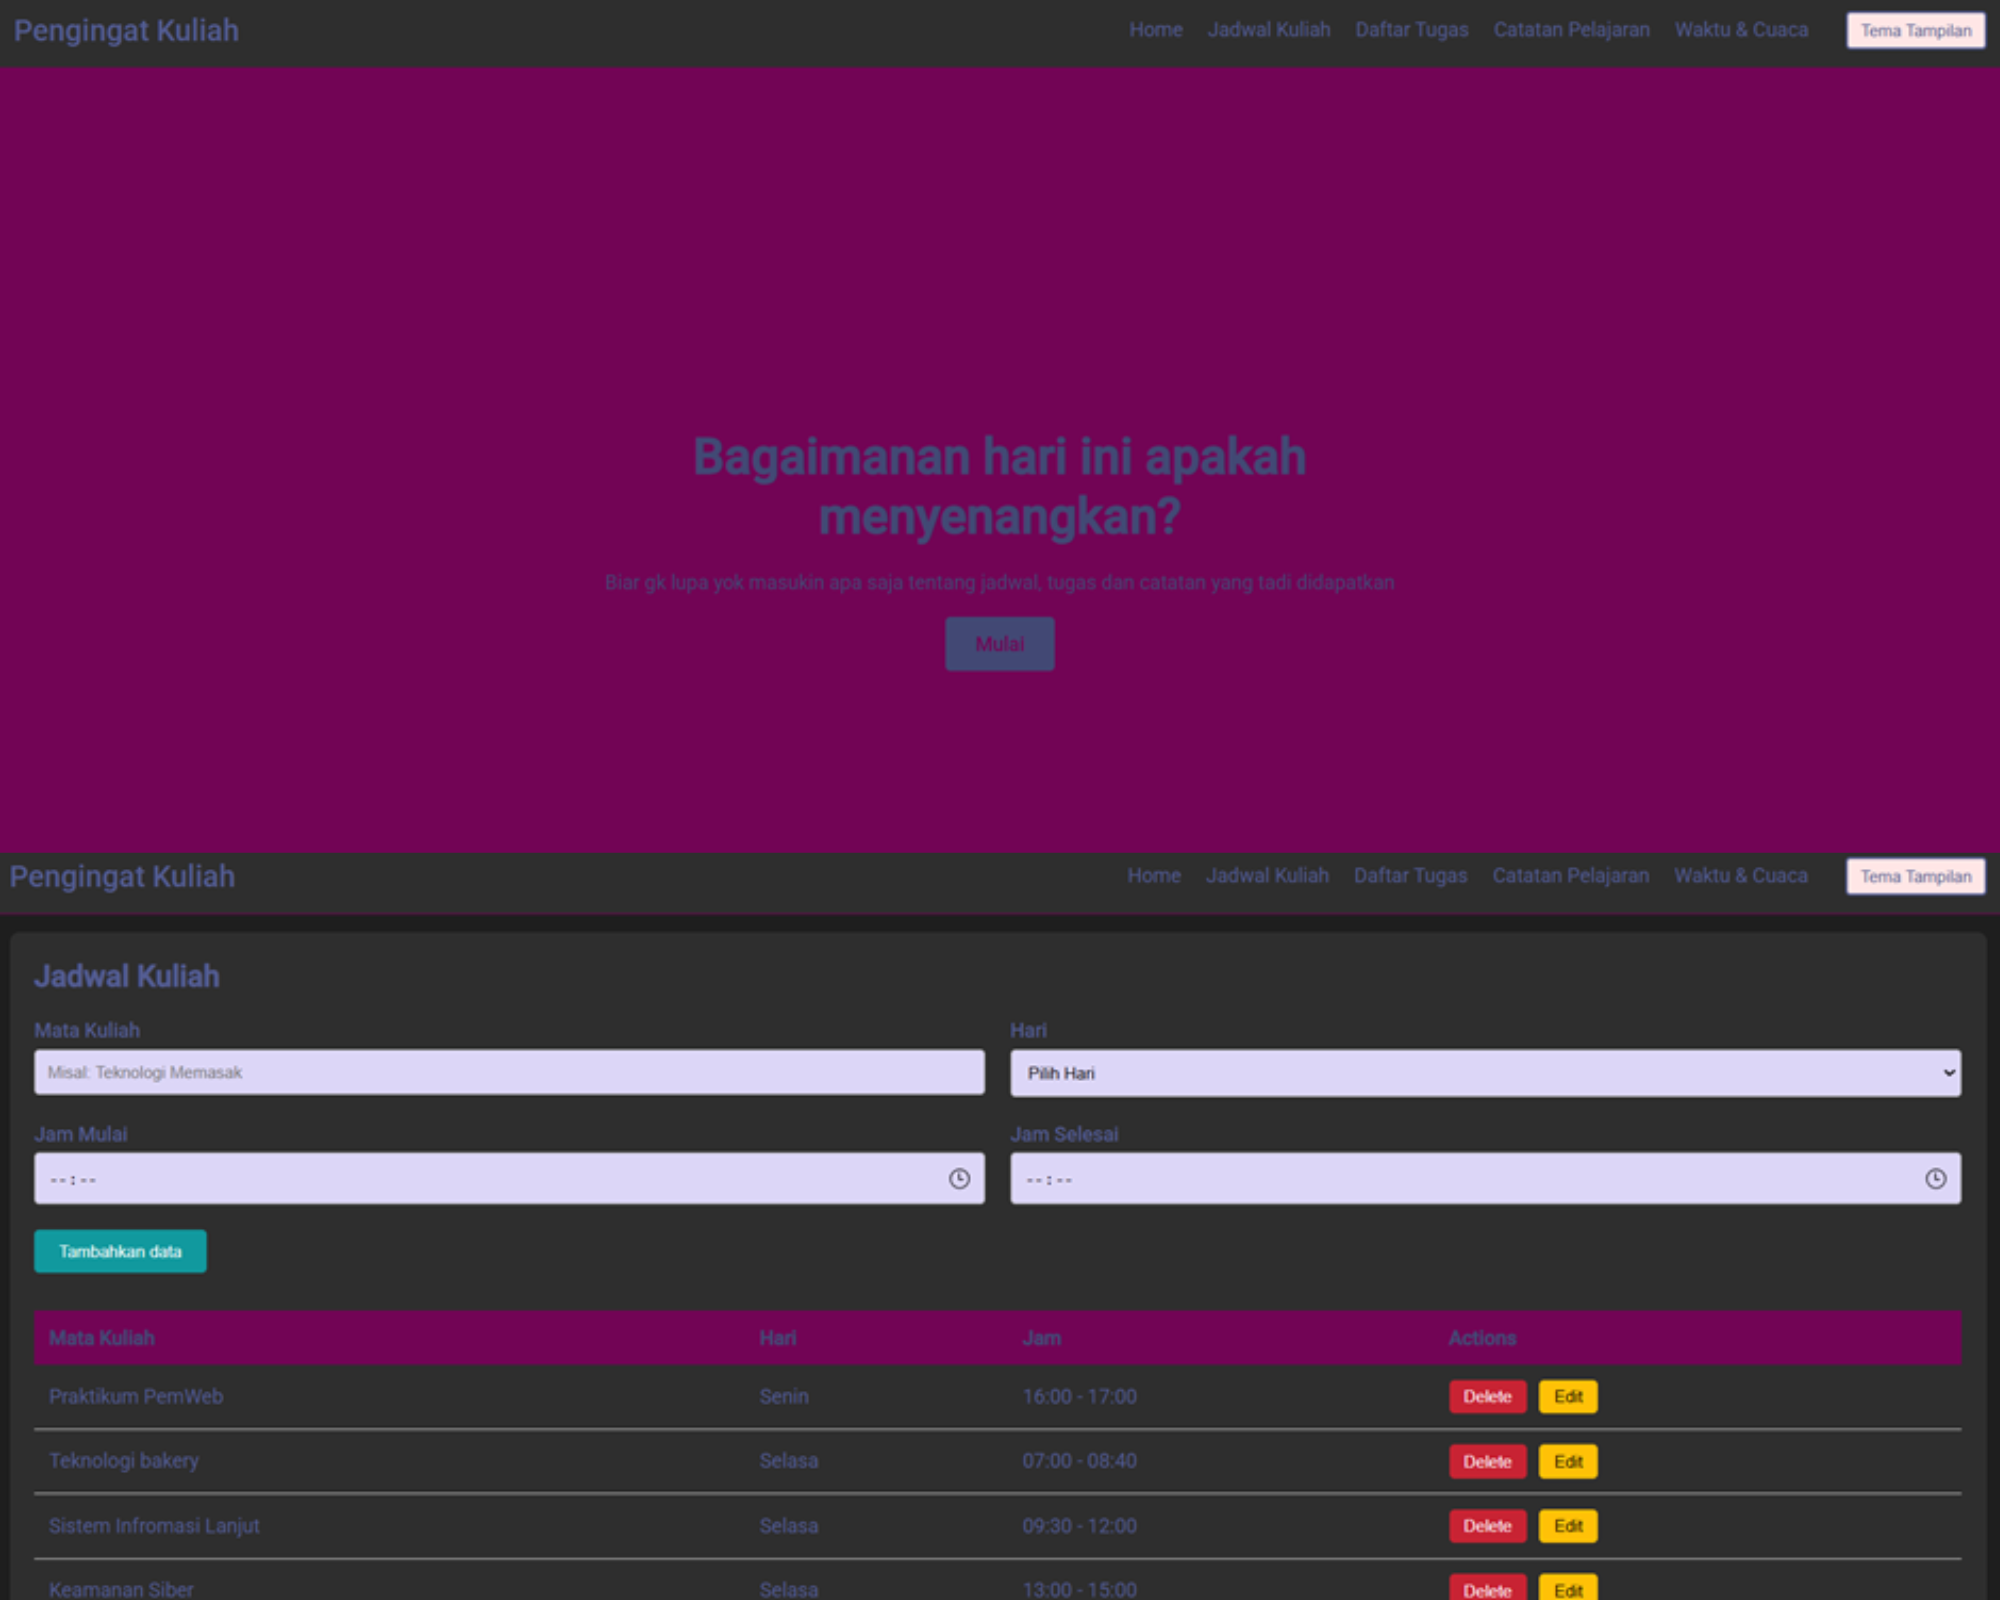 Pengingat Kuliah
Home Jadwal Kuliah Daftar Tugas Catatan Pelajaran Waktu & Cuaca Tema Tampilan
Bagaimanan hari ini apakah
menyenangkan?
Biar gk lupa yok masukin apa saja tentang jadwal, tugas dan catatan yang tadi didapatkan
Mulai
Pengingat Kuliah
Home Jadwal Kuliah Daftar Tugas Catatan Pelajaran Waktu & Cuaca Tema Tampilan
Jadwal Kuliah
Mata Kuliah Hari
Misal: Teknologi Memasak Pilih Hari
Jam Mulai Jam Selesai
--:-- --:--
Tambahkan data
Mata Kuliah Hari Jam Actions
Praktikum PemWeb Senin 16:00 - 17:00 Delete Edit
Teknologi bakery Selasa 07:00 - 08:40 Delete Edit
Sistem Infromasi Lanjut Selasa 09:30 - 12:00 Delete Edit
Keamanan Siber Selasa 13:00 - 15:00 Delete Edit